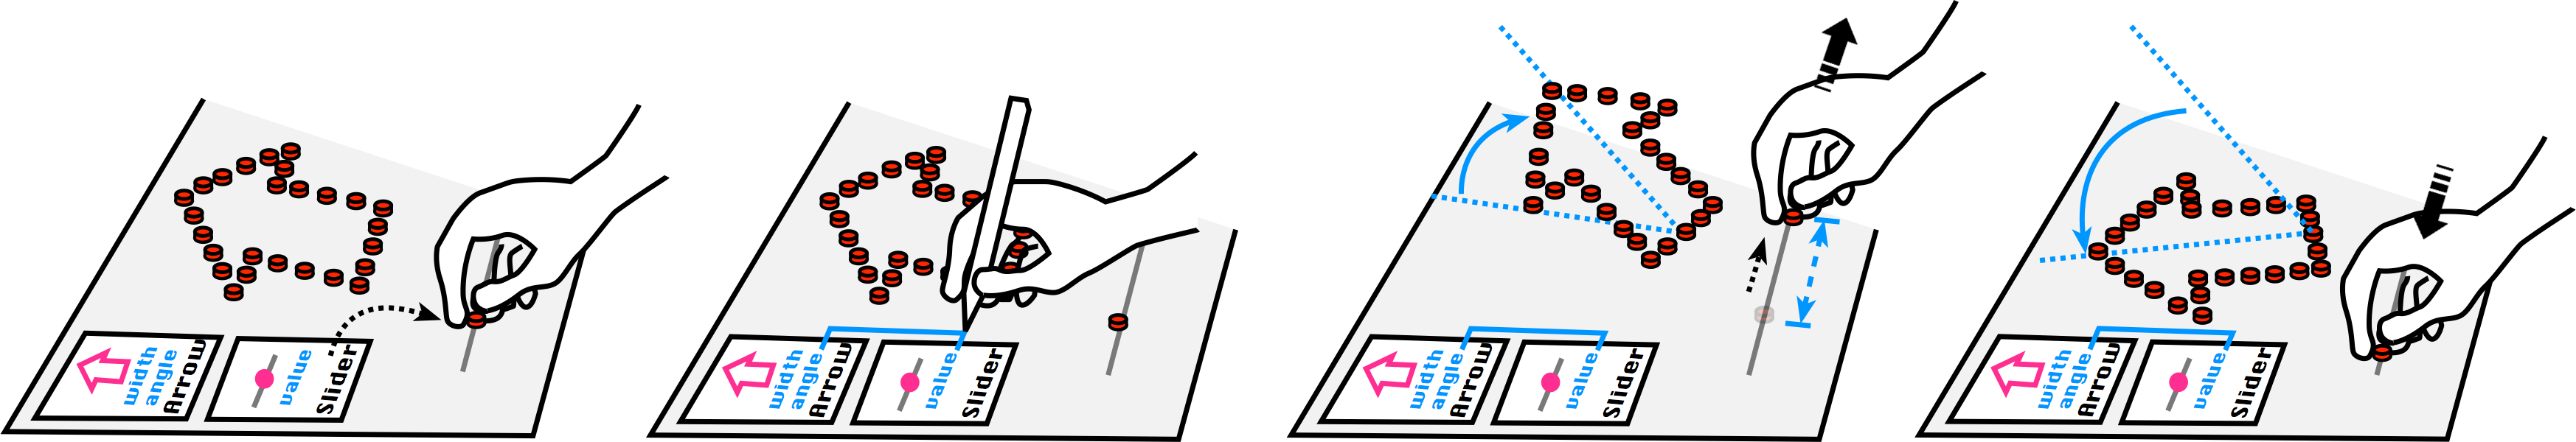 width
angle
Arrow
value
Slider
width
angle
Arrow
value
Slider
width
angle
Arrow
value
Slider
width
angle
Arrow
value
Slider